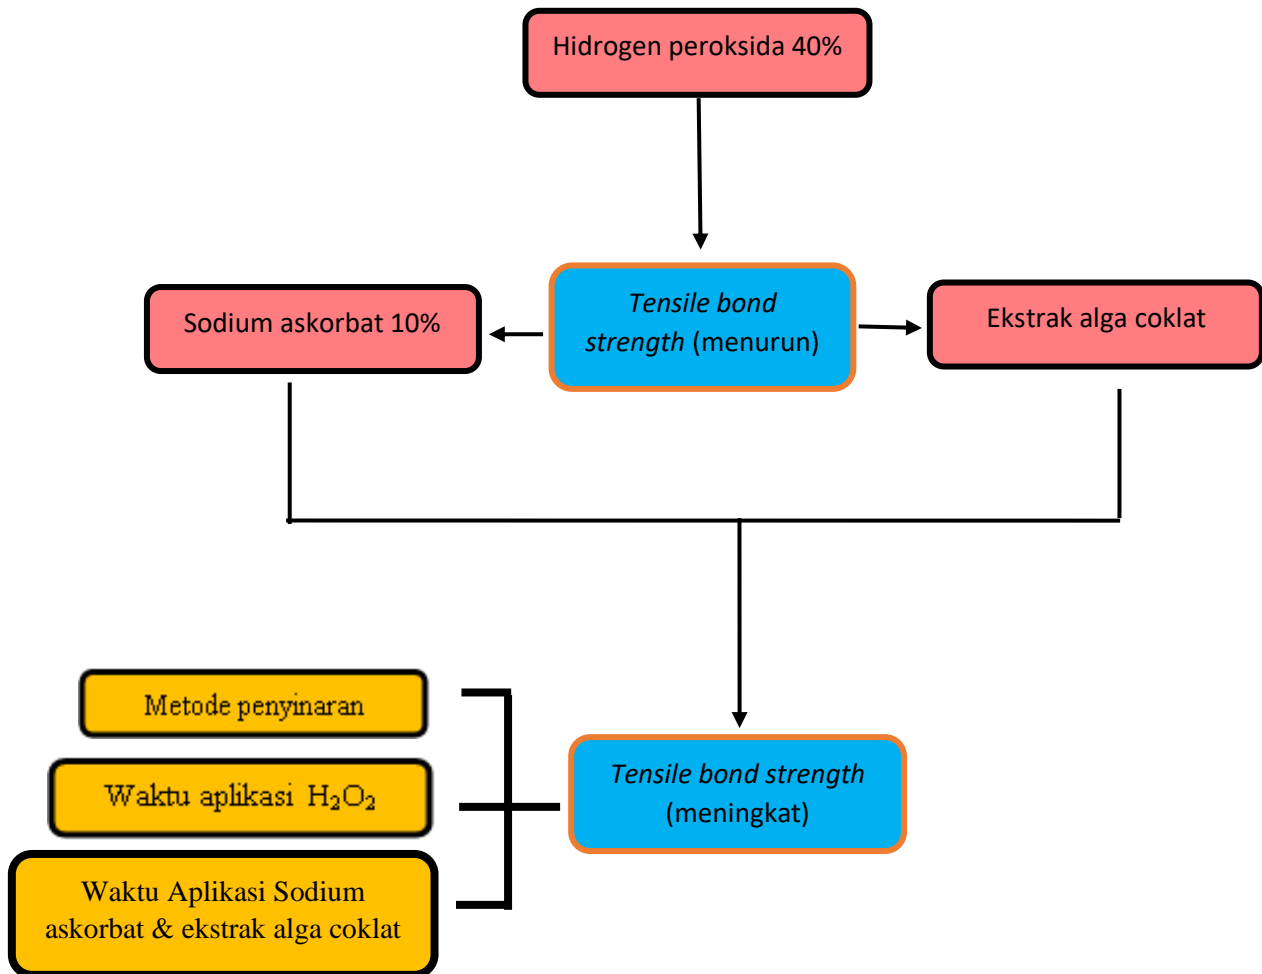 Hidrogen peroksida 40%
Tensile bond
strength (menurun)
Sodium askorbat 10%
Ekstrak alga coklat
Metode penyinaran
Waktu aplikasi H₂O₂
Waktu Aplikasi Sodium
askorbat & ekstrak alga coklat
Tensile bond strength
(meningkat)